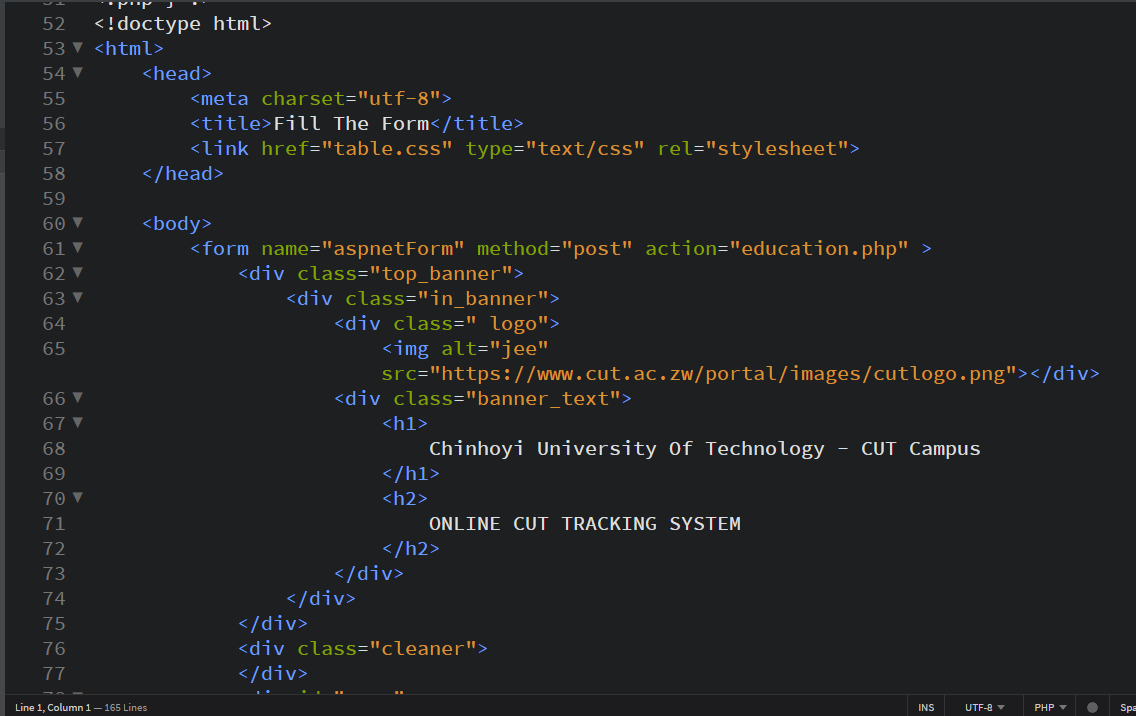 52 <!doctype html>
53 <html>
54 <head>
55 <meta charset="utf-8">
56 <title>Fill The Form</title>
57 <link href="table.css" type="text/css" rel="stylesheet">
58 </head>
59
60 <body>
61 <form name="aspnetForm" method="post" action="education.php" >
62 <div class="top_banner">
63 <div class="in_banner">
64 <div class=" logo">
65 <img alt="jee"
src="https://www.cut.ac.zw/portal/images/cutlogo.png"></div>
66 <div class="banner_text">
67 <h1>
68 Chinhoyi University Of Technology - CUT Campus
69 </h1>
70 <h2>
71 ONLINE CUT TRACKING SYSTEM
72 </h2>
73 </div>
74 </div>
75 </div>
76 <div class="cleaner">
77 </div>
Line 1, Column 1 — 165 Lines INS UTF-8 PHP